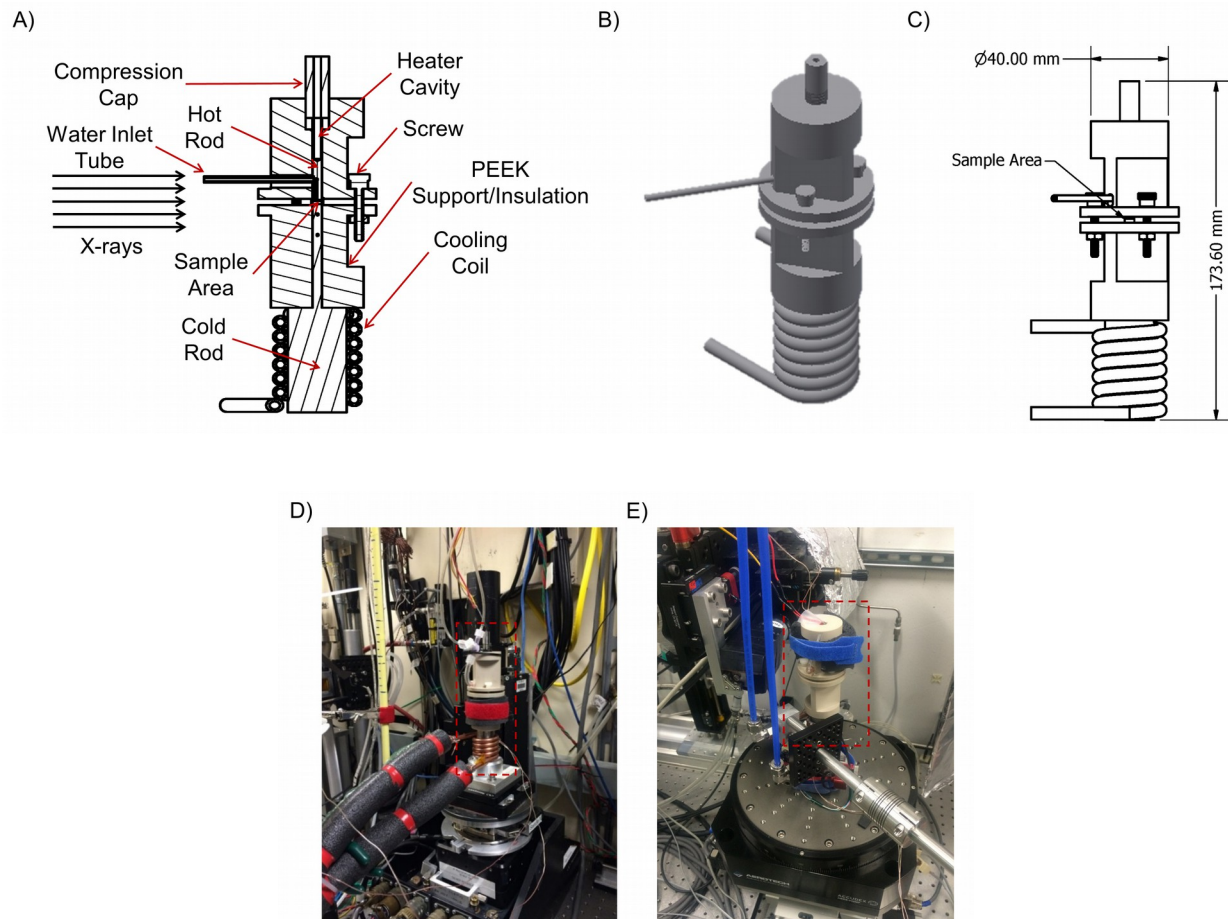 A)
Compression
Cap
Heater
Cavity
Hot
Rod
Screw
Water Inlet
Tube
PEEK
Support/Insulation
X-rays
Sample
Area
Cooling
Coil
Cold
Rod
B)
C)
Ø40.00 mm
Sample Area
173.60 mm
D)
E)